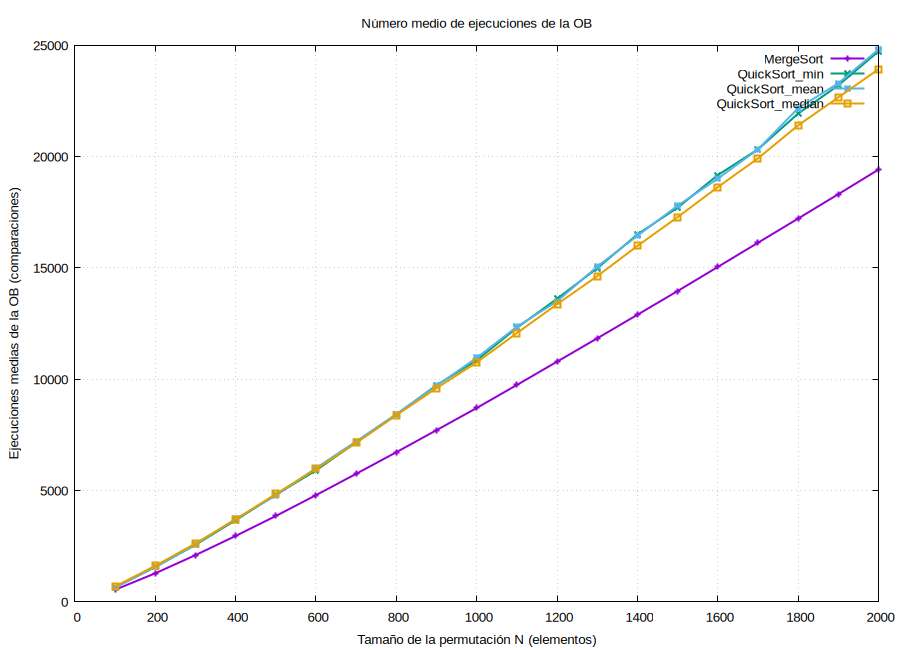 Número medio de ejecuciones de la OB
25000
20000
15000
10000
5000
0
Ejecuciones medias de la OB (comparaciones)
MergeSort
QuickSort_min
QuickSort_mean
QuickSort_median
0 200 400 600 800 1000 1200 1400 1600 1800 2000
Tamaño de la permutación N (elementos)